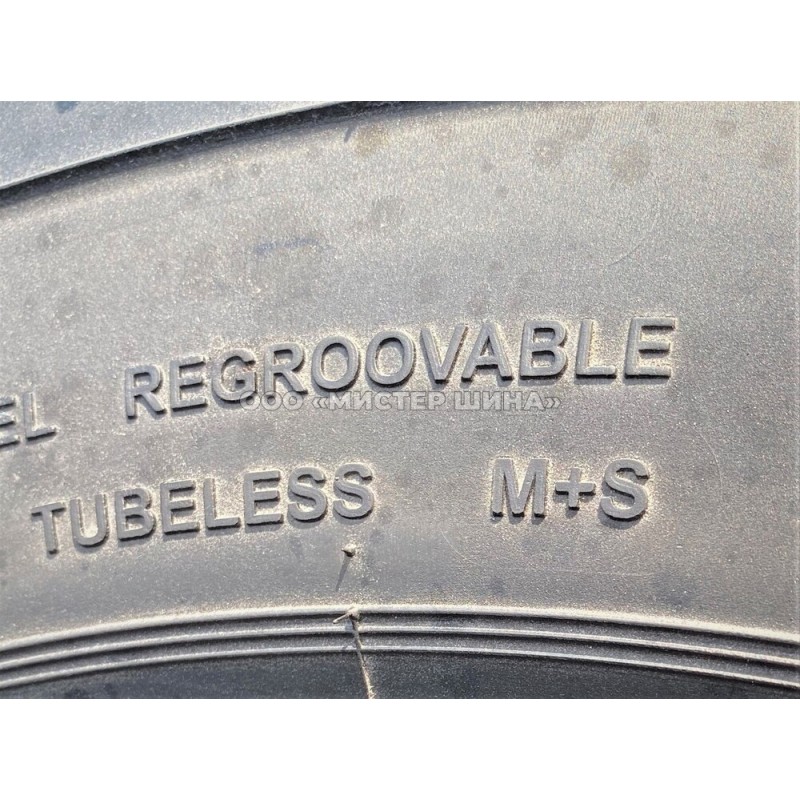 EL REGROOVABLE
ООО «МИСТЕР ШИНА»
TUBELESS M+S